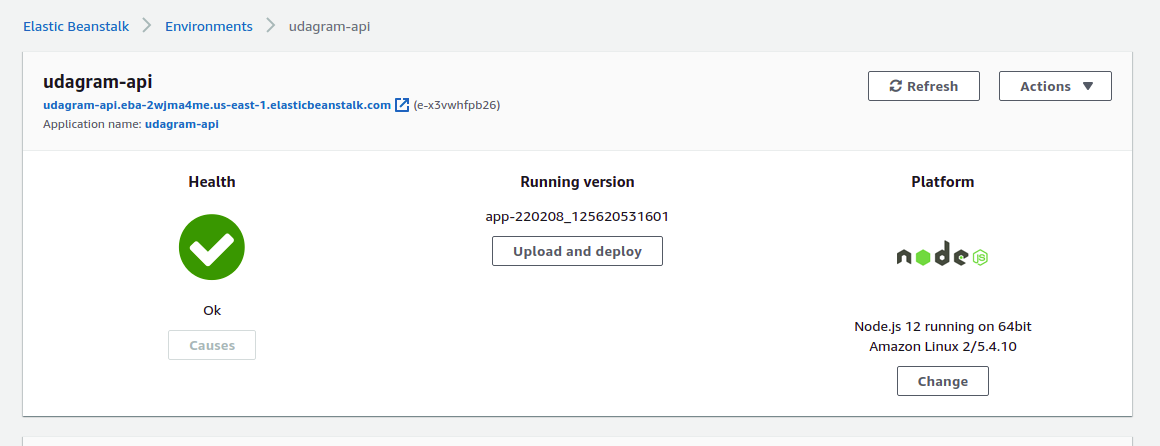 Elastic Beanstalk > Environments > udagram-api
udagram-api
Refresh
Actions
udagram-api.eba-2wjma4me.us-east-1.elasticbeanstalk.com (e-x3vwhfpb26)
Application name: udagram-api
Health
Ok
Causes
Running version
app-220208_125620531601
Upload and deploy
Platform
node JS
Node.js 12 running on 64bit
Amazon Linux 2/5.4.10
Change